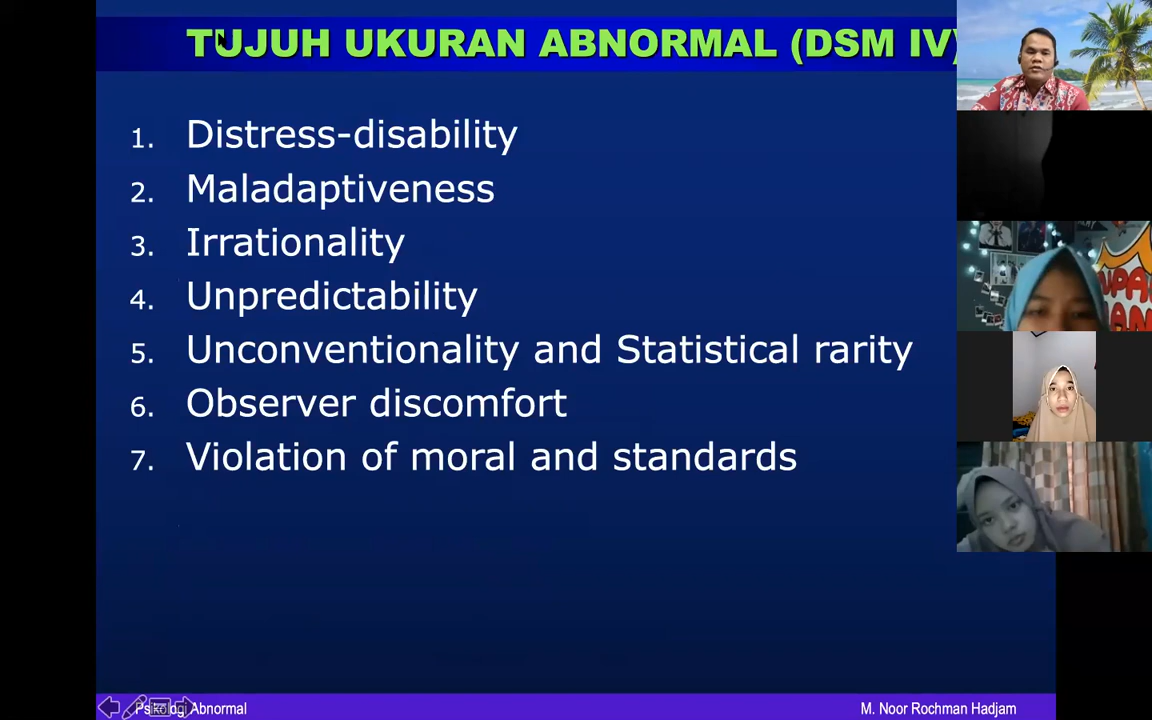 TUJUH UKURAN ABNORMAL (DSM IV)
1. Distress-disability
2. Maladaptiveness
3. Irrationality
4. Unpredictability
5. Unconventionality and Statistical rarity
6. Observer discomfort
7. Violation of moral and standards
Psikologi Abnormal
M. Noor Rochman Hadjam